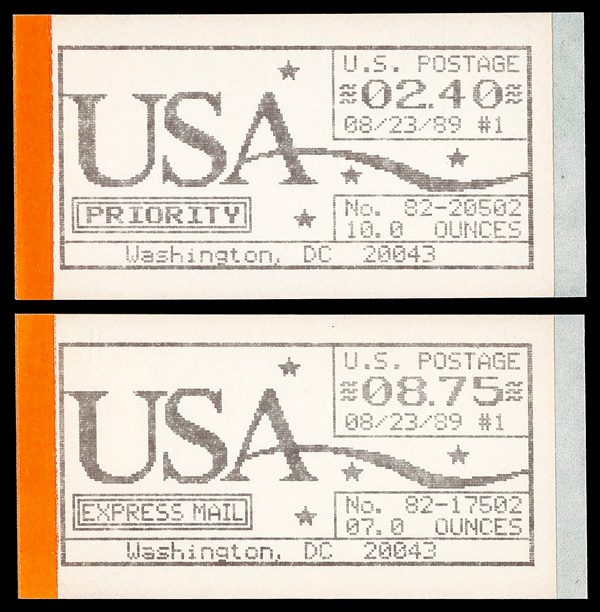 U.S. POSTAGE
USA
≈02.40≈
08/23/89 #1
PRIORITY
No. 82-20502
10.0 OUNCES
Washington, DC 20043
U.S. POSTAGE
USA
≈08.75≈
08/23/89 #1
EXPRESS MAIL
No. 82-17502
07.0 OUNCES
Washington, DC 20043